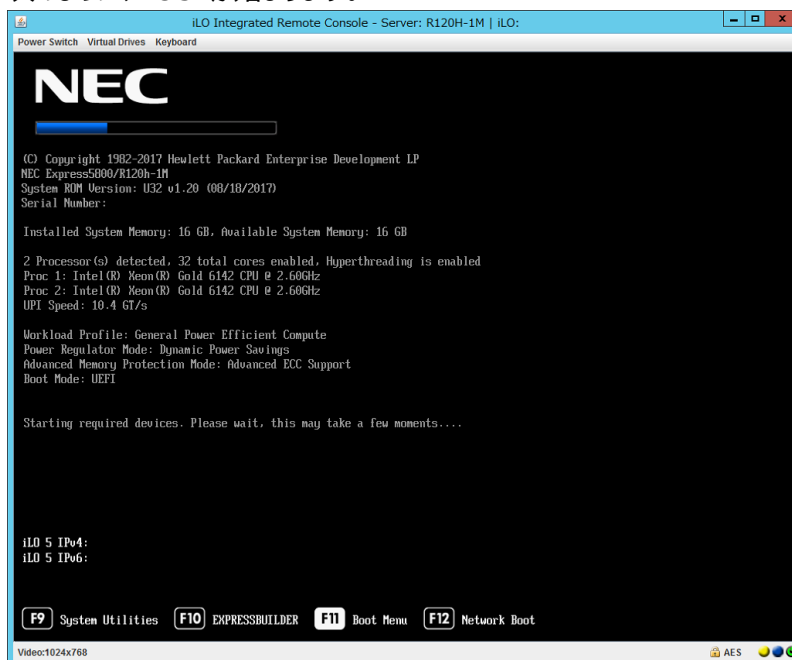 iLO Integrated Remote Console - Server: R120H-1M | iLO:
Power Switch Virtual Drives Keyboard
NEC
(C) Copyright 1982-2017 Hewlett Packard Enterprise Development LP
NEC Express5800/R120h-1M
System ROM Version: U32 v1.20 (08/18/2017)
Serial Number:
Installed System Memory: 16 GB, Available System Memory: 16 GB
2 Processor(s) detected, 32 total cores enabled, Hyperthreading is enabled
Proc 1: Intel(R) Xeon(R) Gold 6142 CPU @ 2.60GHz
Proc 2: Intel(R) Xeon(R) Gold 6142 CPU @ 2.60GHz
UPI Speed: 10.4 GT/s
Workload Profile: General Power Efficient Compute
Power Regulator Mode: Dynamic Power Savings
Advanced Memory Protection Mode: Advanced ECC Support
Boot Mode: UEFI
Starting required devices. Please wait, this may take a few moments....
iLO 5 IPv4:
iLO 5 IPv6:
F9 System Utilities F10 EXPRESSBUILDER F11 Boot Menu F12 Network Boot
Video:1024x768 AES